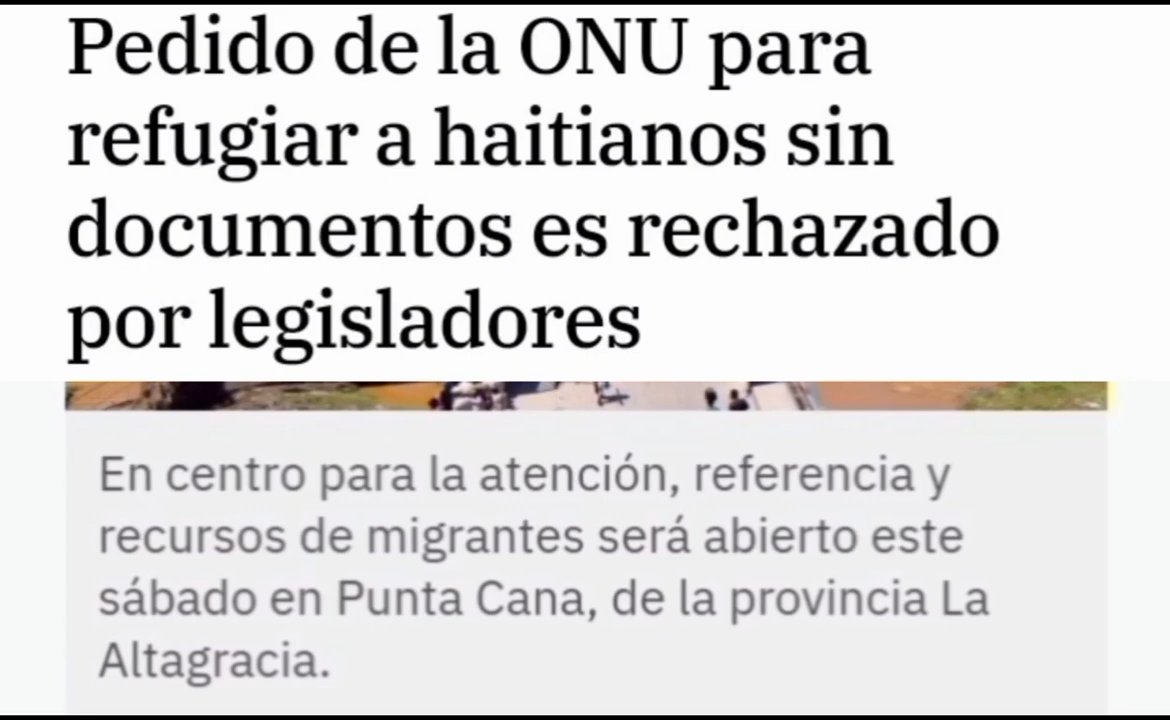 Pedido de la ONU para
refugiar a haitianos sin
documentos es rechazado
por legisladores
En centro para la atención, referencia y
recursos de migrantes será abierto este
sábado en Punta Cana, de la provincia La
Altagracia.